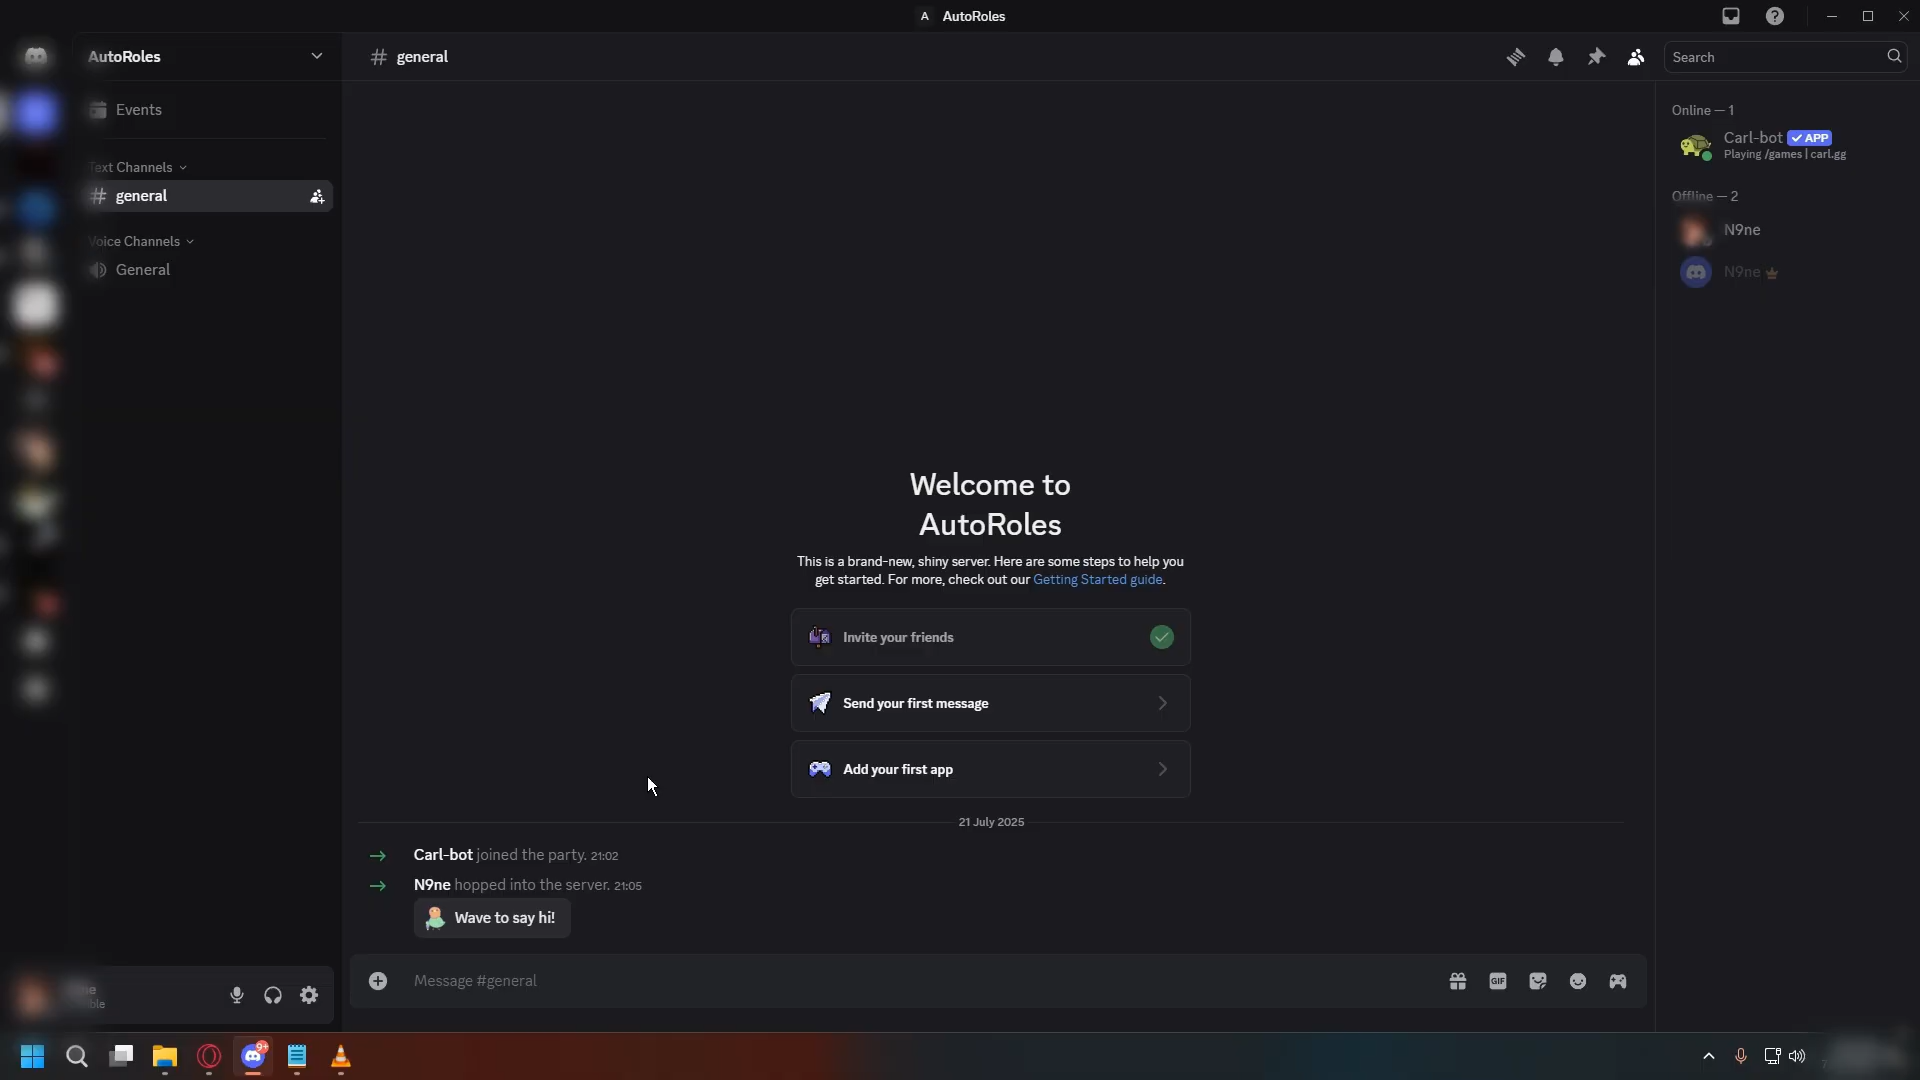 A AutoRoles
AutoRoles
# general
Search
Events
Text Channels
# general
Voice Channels
General
Online — 1
Carl-bot ✓ APP
Playing /games | carl.gg
Offline — 2
N9ne
N9ne
Welcome to
AutoRoles
This is a brand-new, shiny server. Here are some steps to help you
get started. For more, check out our Getting Started guide.
Invite your friends
Send your first message
Add your first app
21 July 2025
Carl-bot joined the party. 21:02
N9ne hopped into the server. 21:05
Wave to say hi!
Message #general
GIF
9+